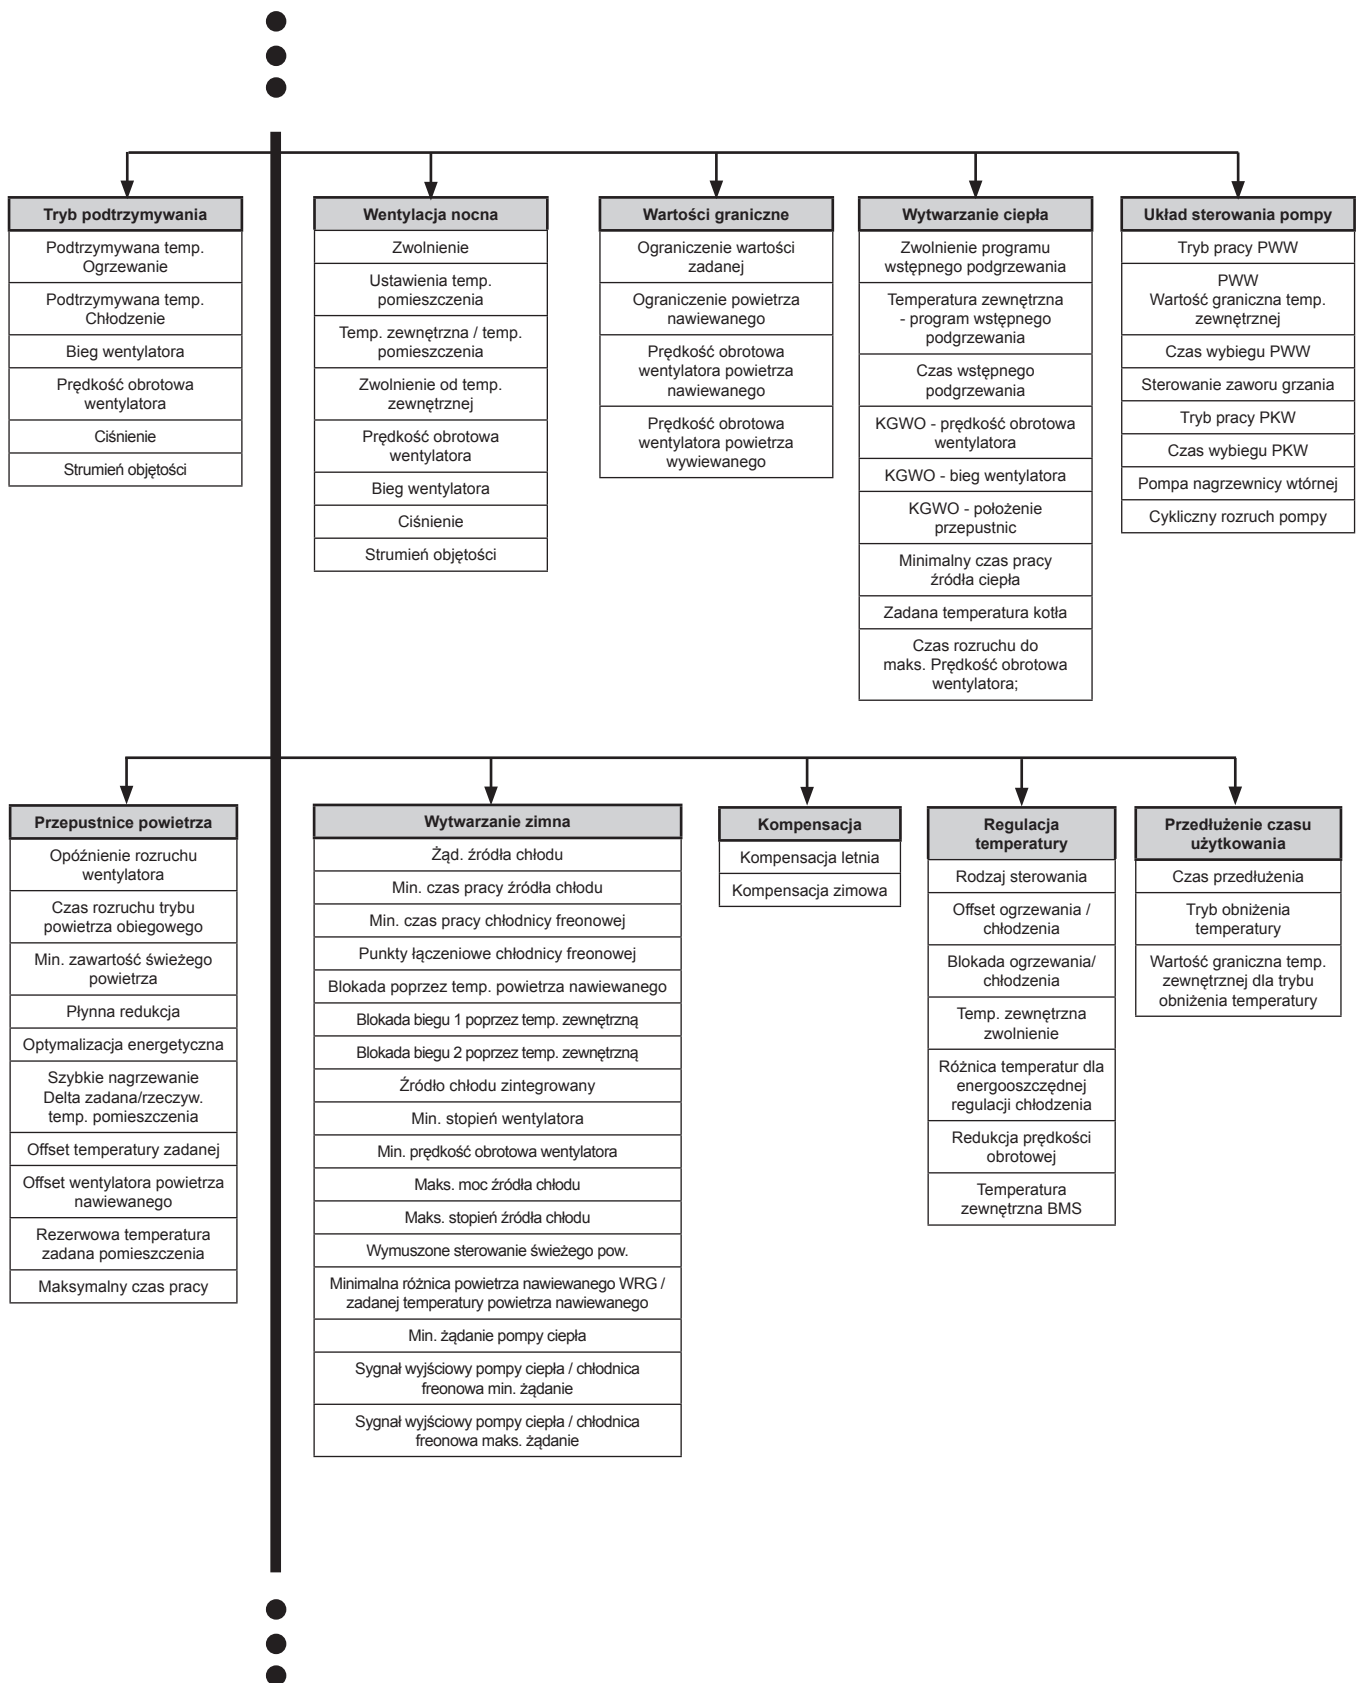 Tryb podtrzymywania
Podtrzymywana temp.
Ogrzewanie
Podtrzymywana temp.
Chłodzenie
Bieg wentylatora
Prędkość obrotowa
wentylatora
Ciśnienie
Strumień objętości
Wentylacja nocna
Zwolnienie
Ustawienia temp.
pomieszczenia
Temp. zewnętrzna / temp.
pomieszczenia
Zwolnienie od temp.
zewnętrznej
Prędkość obrotowa
wentylatora
Bieg wentylatora
Ciśnienie
Strumień objętości
Wartości graniczne
Ograniczenie wartości
zadanej
Ograniczenie powietrza
nawiewanego
Prędkość obrotowa
wentylatora powietrza
nawiewanego
Prędkość obrotowa
wentylatora powietrza
wywiewanego
Wytwarzanie ciepła
Zwolnienie programu
wstępnego podgrzewania
Temperatura zewnętrzna
- program wstępnego
podgrzewania
Czas wstępnego
podgrzewania
KGWO - prędkość obrotowa
wentylatora
KGWO - bieg wentylatora
KGWO - położenie
przepustnic
Minimalny czas pracy
źródła ciepła
Zadana temperatura kotła
Czas rozruchu do
maks. Prędkość obrotowa
wentylatora;
Układ sterowania pompy
Tryb pracy PWW
PWW
Wartość graniczna temp.
zewnętrznej
Czas wybiegu PWW
Sterowanie zaworu grzania
Tryb pracy PKW
Czas wybiegu PKW
Pompa nagrzewnicy wtórnej
Cykliczny rozruch pompy
Przepustnice powietrza
Opóźnienie rozruchu
wentylatora
Czas rozruchu trybu
powietrza obiegowego
Min. zawartość świeżego
powietrza
Płynna redukcja
Optymalizacja energetyczna
Szybkie nagrzewanie
Delta zadana/rzeczyw.
temp. pomieszczenia
Offset temperatury zadanej
Offset wentylatora powietrza
nawiewanego
Rezerwowa temperatura
zadana pomieszczenia
Maksymalny czas pracy
Wytwarzanie zimna
Żąd. źródła chłodu
Min. czas pracy źródła chłodu
Min. czas pracy chłodnicy freonowej
Punkty łączeniowe chłodnicy freonowej
Blokada poprzez temp. powietrza nawiewanego
Blokada biegu 1 poprzez temp. zewnętrzną
Blokada biegu 2 poprzez temp. zewnętrzną
Źródło chłodu zintegrowany
Min. stopień wentylatora
Min. prędkość obrotowa wentylatora
Maks. moc źródła chłodu
Maks. stopień źródła chłodu
Wymuszone sterowanie świeżego pow.
Minimalna różnica powietrza nawiewanego WRG /
zadanej temperatury powietrza nawiewanego
Min. żądanie pompy ciepła
Sygnał wyjściowy pompy ciepła / chłodnica
freonowa min. żądanie
Sygnał wyjściowy pompy ciepła / chłodnica
freonowa maks. żądanie
Kompensacja
Kompensacja letnia
Kompensacja zimowa
Regulacja
temperatury
Rodzaj sterowania
Offset ogrzewania /
chłodzenia
Blokada ogrzewania/
chłodzenia
Temp. zewnętrzna
zwolnienie
Różnica temperatur dla
energooszczędnej
regulacji chłodzenia
Redukcja prędkości
obrotowej
Temperatura
zewnętrzna BMS
Przedłużenie czasu
użytkowania
Czas przedłużenia
Tryb obniżenia
temperatury
Wartość graniczna temp.
zewnętrznej dla trybu
obniżenia temperatury